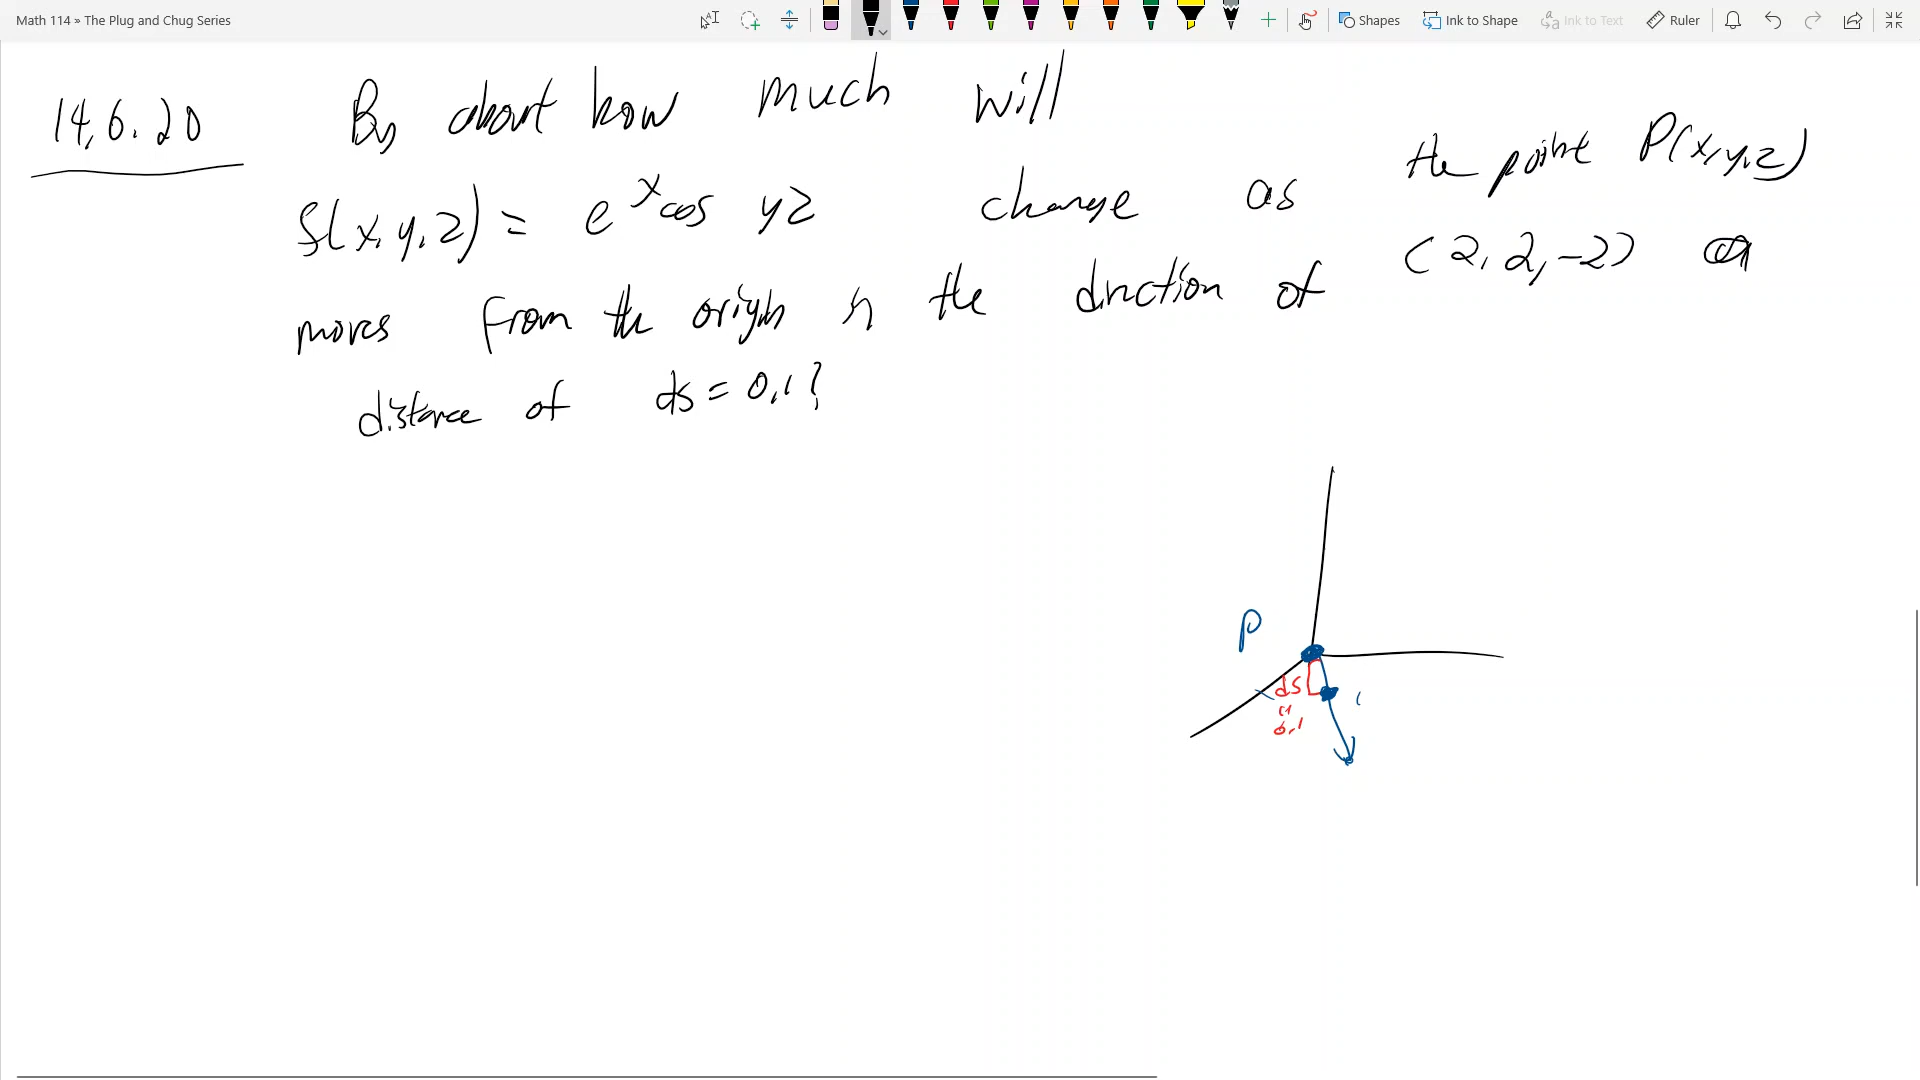 Math 114 » The Plug and Chug Series
Shapes
Ink to Shape
Ink to Text
Ruler
14.6.20
By about how much will
f(x,y,z) = e^x cos yz change as the point P(x,y,z)
moves from the origin in the direction of (2, 2, -2) a
distance of ds = 0.1?
P
ds
"
0.1
(